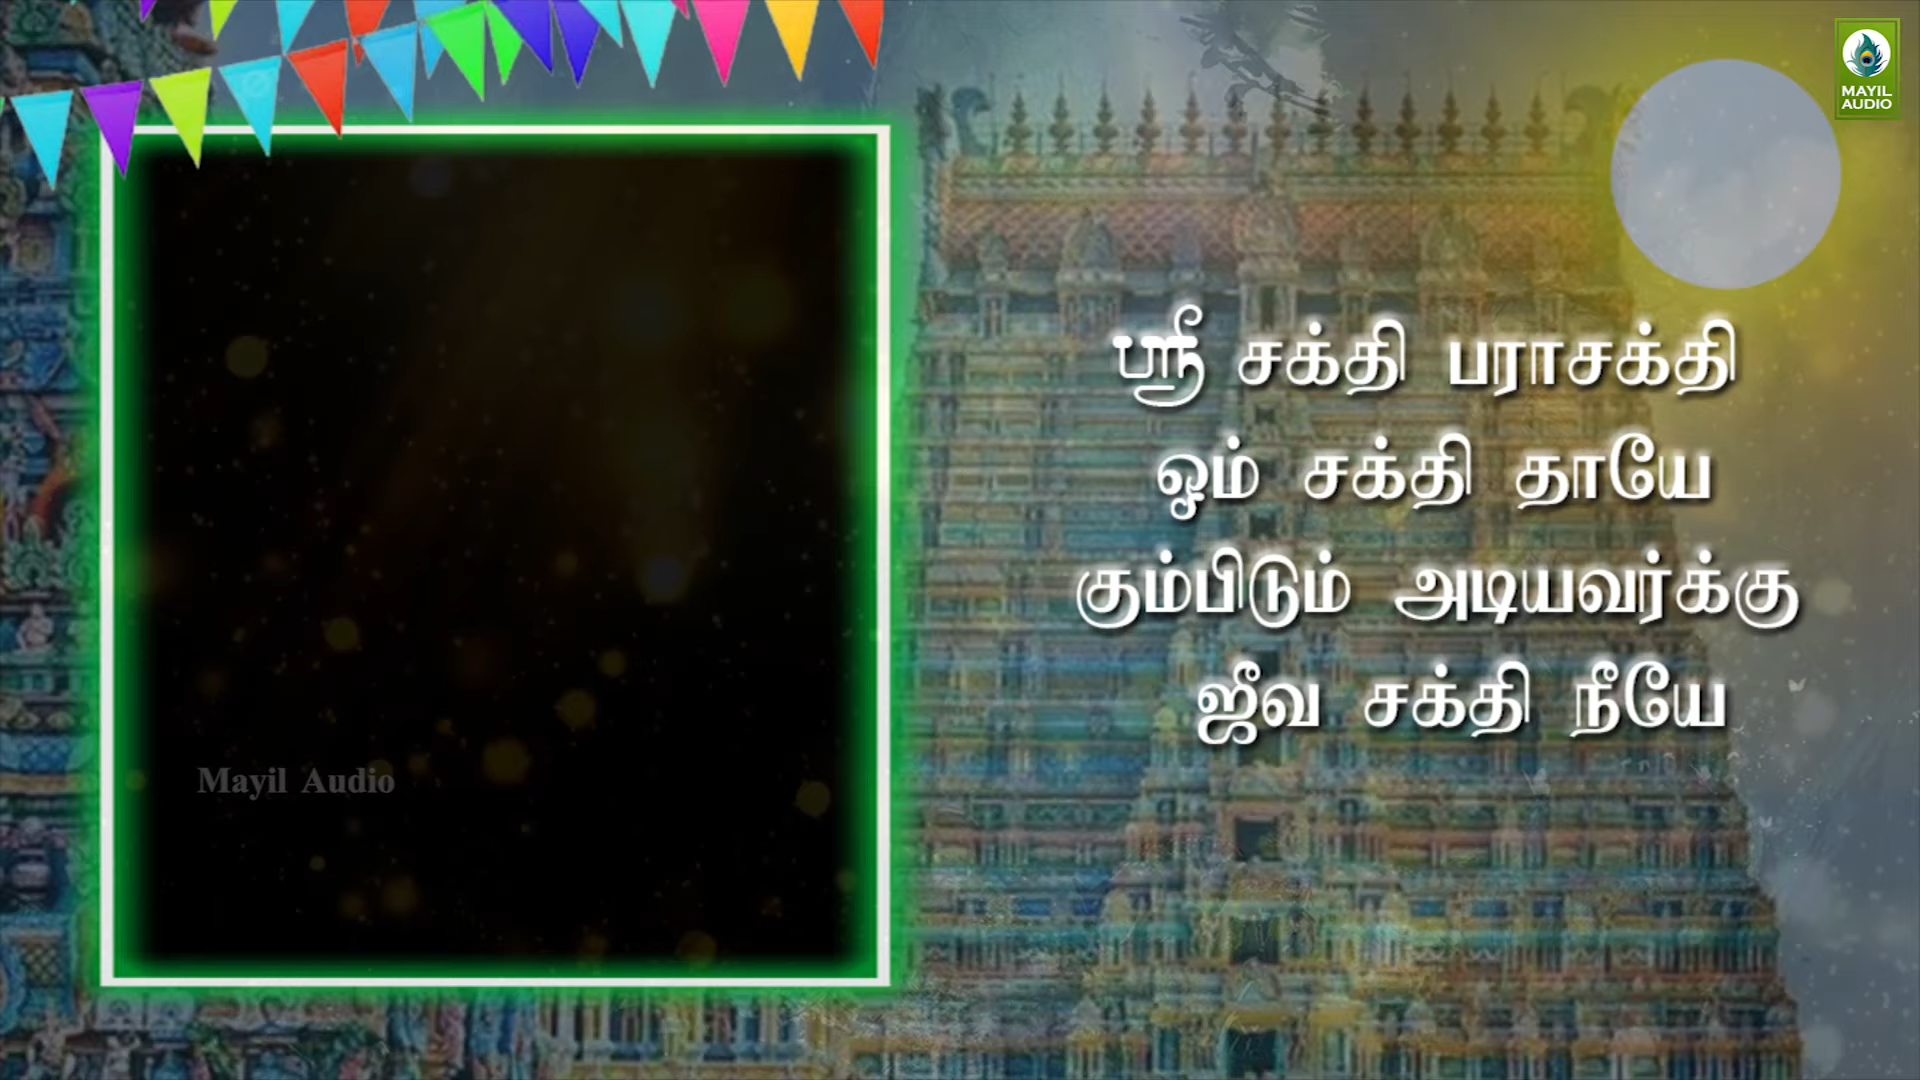 MAYIL
AUDIO
ஸ்ரீ சக்தி பராசக்தி
ஓம் சக்தி தாயே
கும்பிடும் அடியவர்க்கு
ஜீவ சக்தி நீயே
Mayil Audio